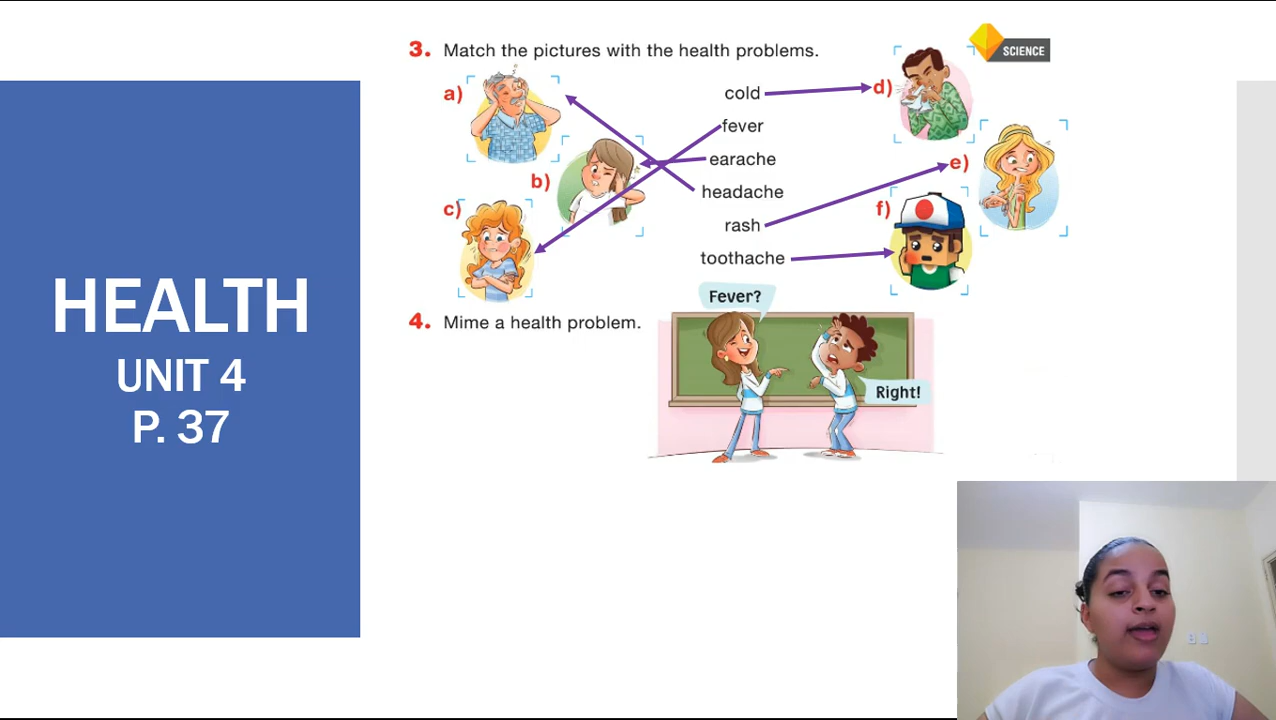 HEALTH
UNIT 4
P. 37
3. Match the pictures with the health problems.
SCIENCE
a)
b)
c)
cold
fever
earache
headache
rash
toothache
d)
e)
f)
4. Mime a health problem.
Fever?
Right!